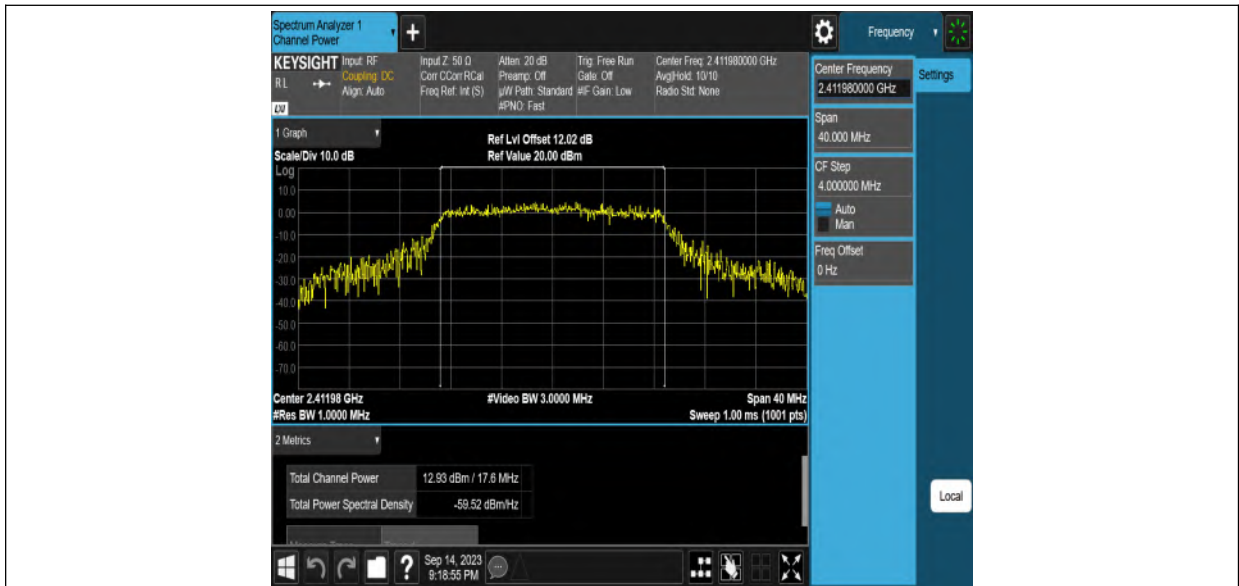 Spectrum Analyzer 1
Channel Power
Frequency
KEYSIGHT
R L
LXI
Input: RF
Coupling: DC
Align: Auto
Input Z: 50 Ω
Corr CCorr RCal
Freq Ref: Int (S)
Atten: 20 dB
Preamp: Off
µW Path: Standard
#PNO: Fast
Trig: Free Run
Gate: Off
#IF Gain: Low
Center Freq: 2.411980000 GHz
Avg|Hold: 10/10
Radio Std: None
Center Frequency
2.411980000 GHz
Settings
Span
40.000 MHz
CF Step
4.000000 MHz
Auto
Man
Freq Offset
0 Hz
1 Graph
Scale/Div 10.0 dB
Ref Lvl Offset 12.02 dB
Ref Value 20.00 dBm
Log
10.0
0.00
-10.0
-20.0
-30.0
-40.0
-50.0
-60.0
-70.0
Center 2.41198 GHz
#Video BW 3.0000 MHz
Span 40 MHz
#Res BW 1.0000 MHz
Sweep 1.00 ms (1001 pts)
2 Metrics
Total Channel Power 12.93 dBm / 17.6 MHz
Total Power Spectral Density -59.52 dBm/Hz
Local
Sep 14, 2023
9:18:55 PM